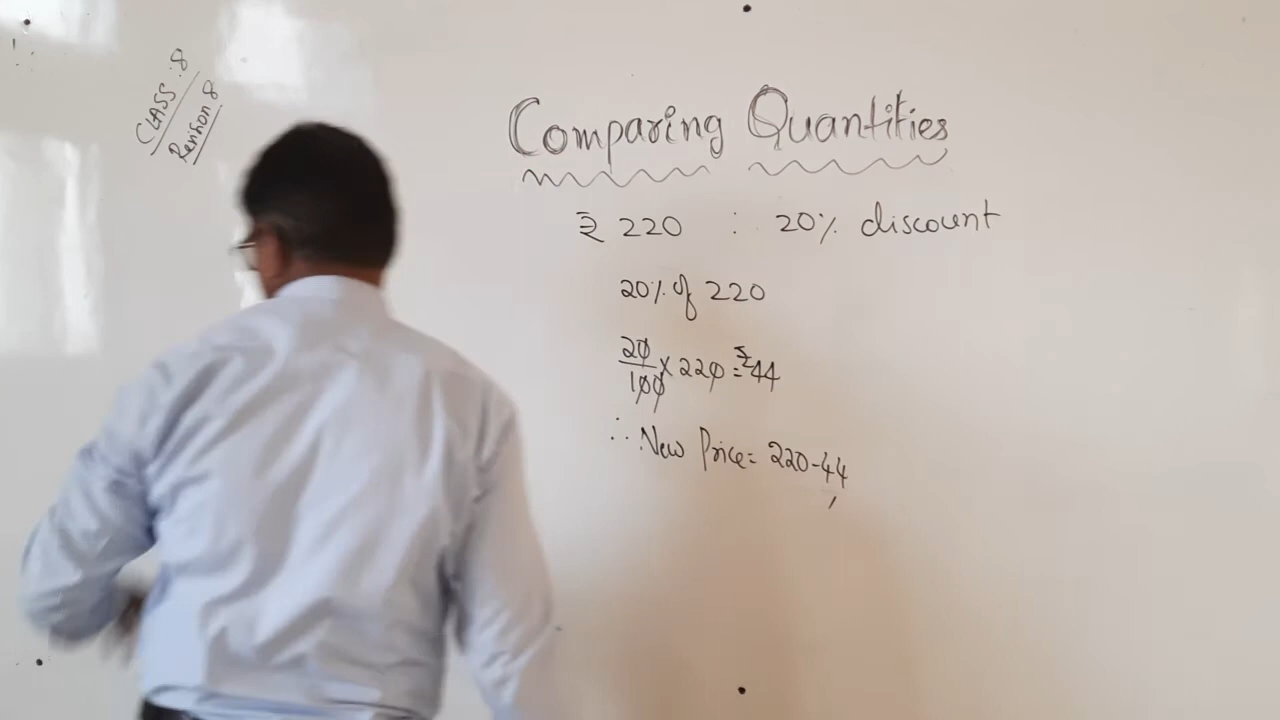 CLASS: 8
Revision 8
Comparing Quantities
₹ 220 : 20% discount
20% of 220
20/100 × 220 = ₹44
∴ New Price = 220-44